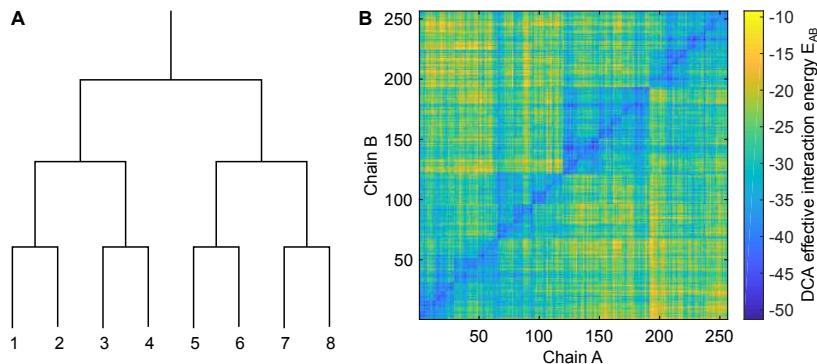 A
1 2 3 4 5 6 7 8
B
250
200
150
100
50
50 100 150 200 250
Chain B
Chain A
-10
-15
-20
-25
-30
-35
-40
-45
-50
DCA effective interaction energy E_AB